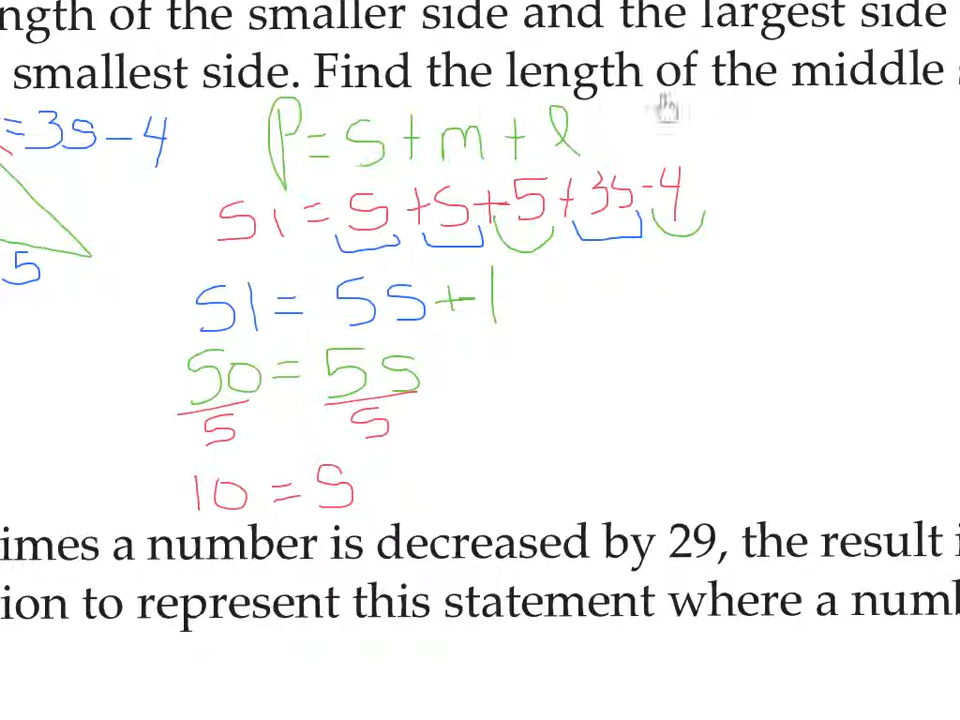 ngth of the smaller side and the largest side
smallest side. Find the length of the middle
=3s-4 P=s+m+l
51=s+s+5+3s-4
5
51=5s+1
50=5s
5 5
10=s
imes a number is decreased by 29, the result i
ion to represent this statement where a numb